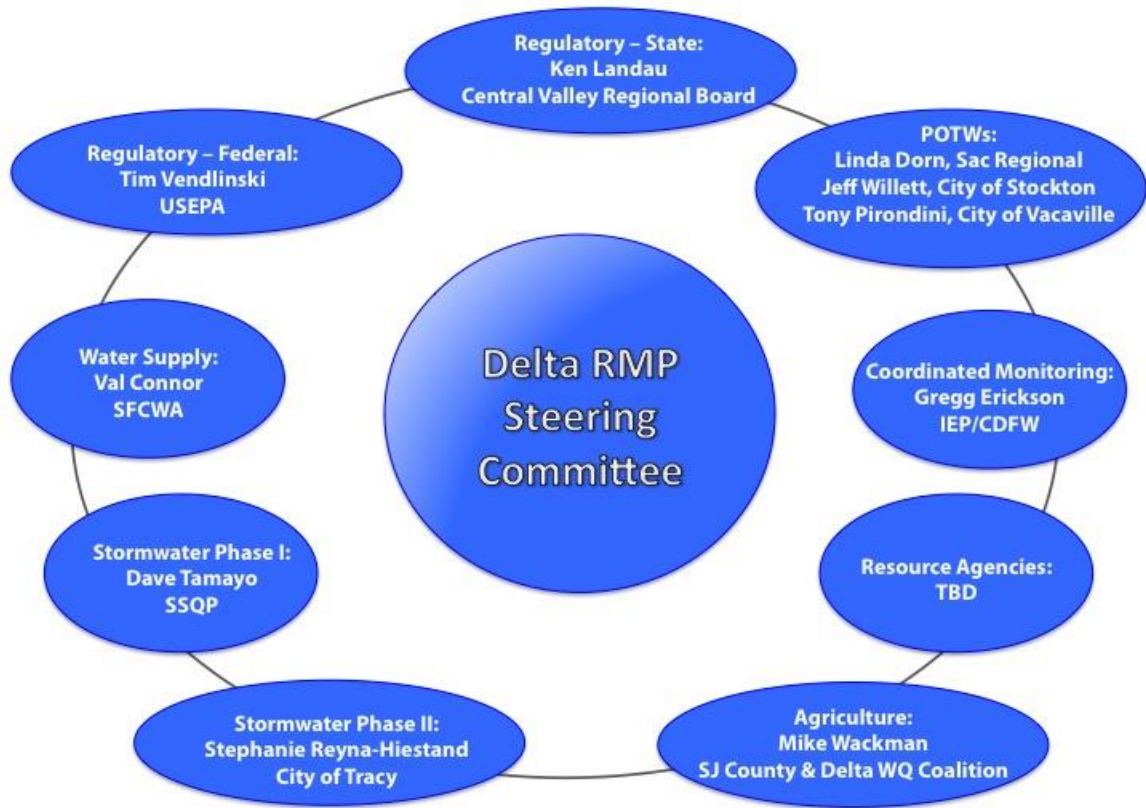 Regulatory – State:
Ken Landau
Central Valley Regional Board
POTWs:
Linda Dorn, Sac Regional
Jeff Willett, City of Stockton
Tony Pirondini, City of Vacaville
Coordinated Monitoring:
Gregg Erickson
IEP/CDFW
Resource Agencies:
TBD
Agriculture:
Mike Wackman
SJ County & Delta WQ Coalition
Stormwater Phase II:
Stephanie Reyna-Hiestand
City of Tracy
Stormwater Phase I:
Dave Tamayo
SSQP
Water Supply:
Val Connor
SFCWA
Regulatory – Federal:
Tim Vendlinski
USEPA
Delta RMP
Steering
Committee